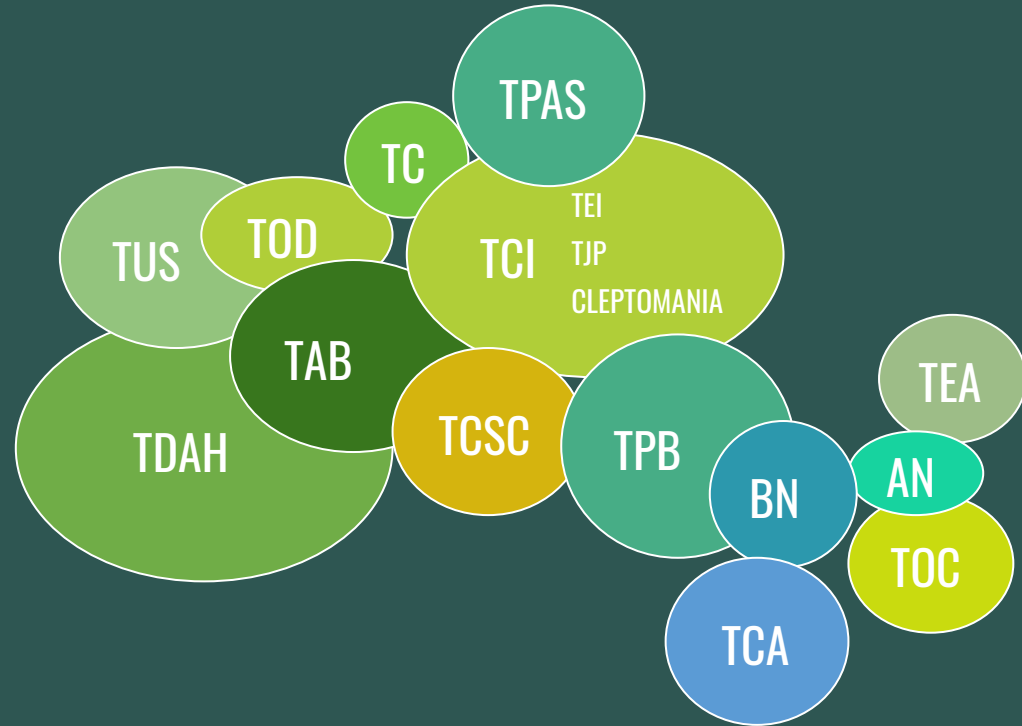 TPAS
TC
TEI
TOD
TJP
TCI
TUS
CLEPTOMANIA
TAB
TEA
TCSC
TPB
TDAH
AN
BN
TOC
TCA